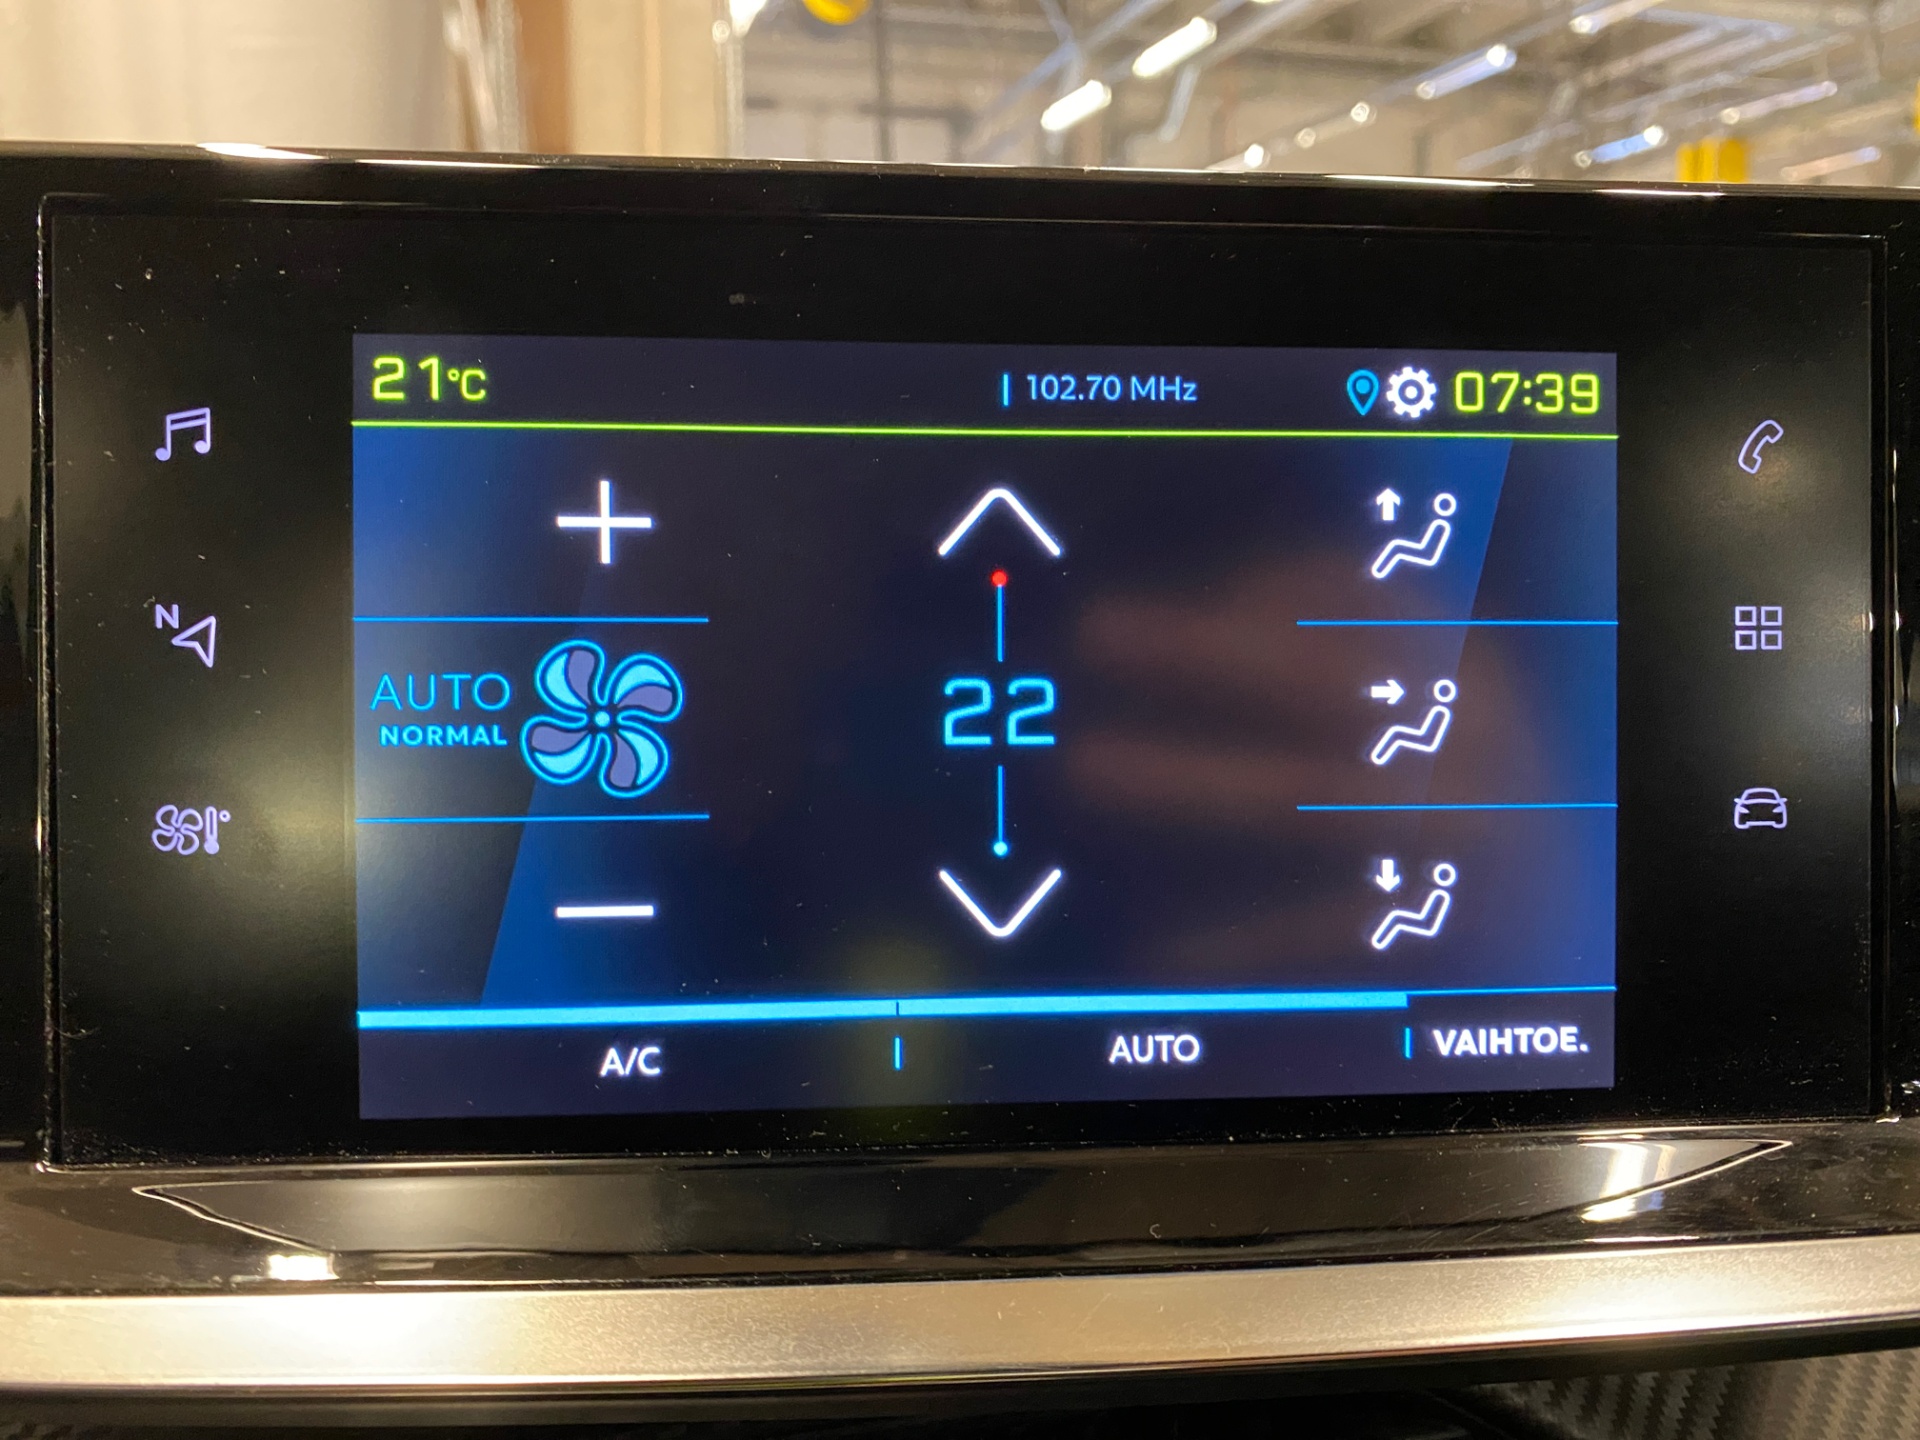 21°C
102.70 MHz
07:39
N
AUTO
NORMAL
22
A/C
AUTO
VAIHTOE.